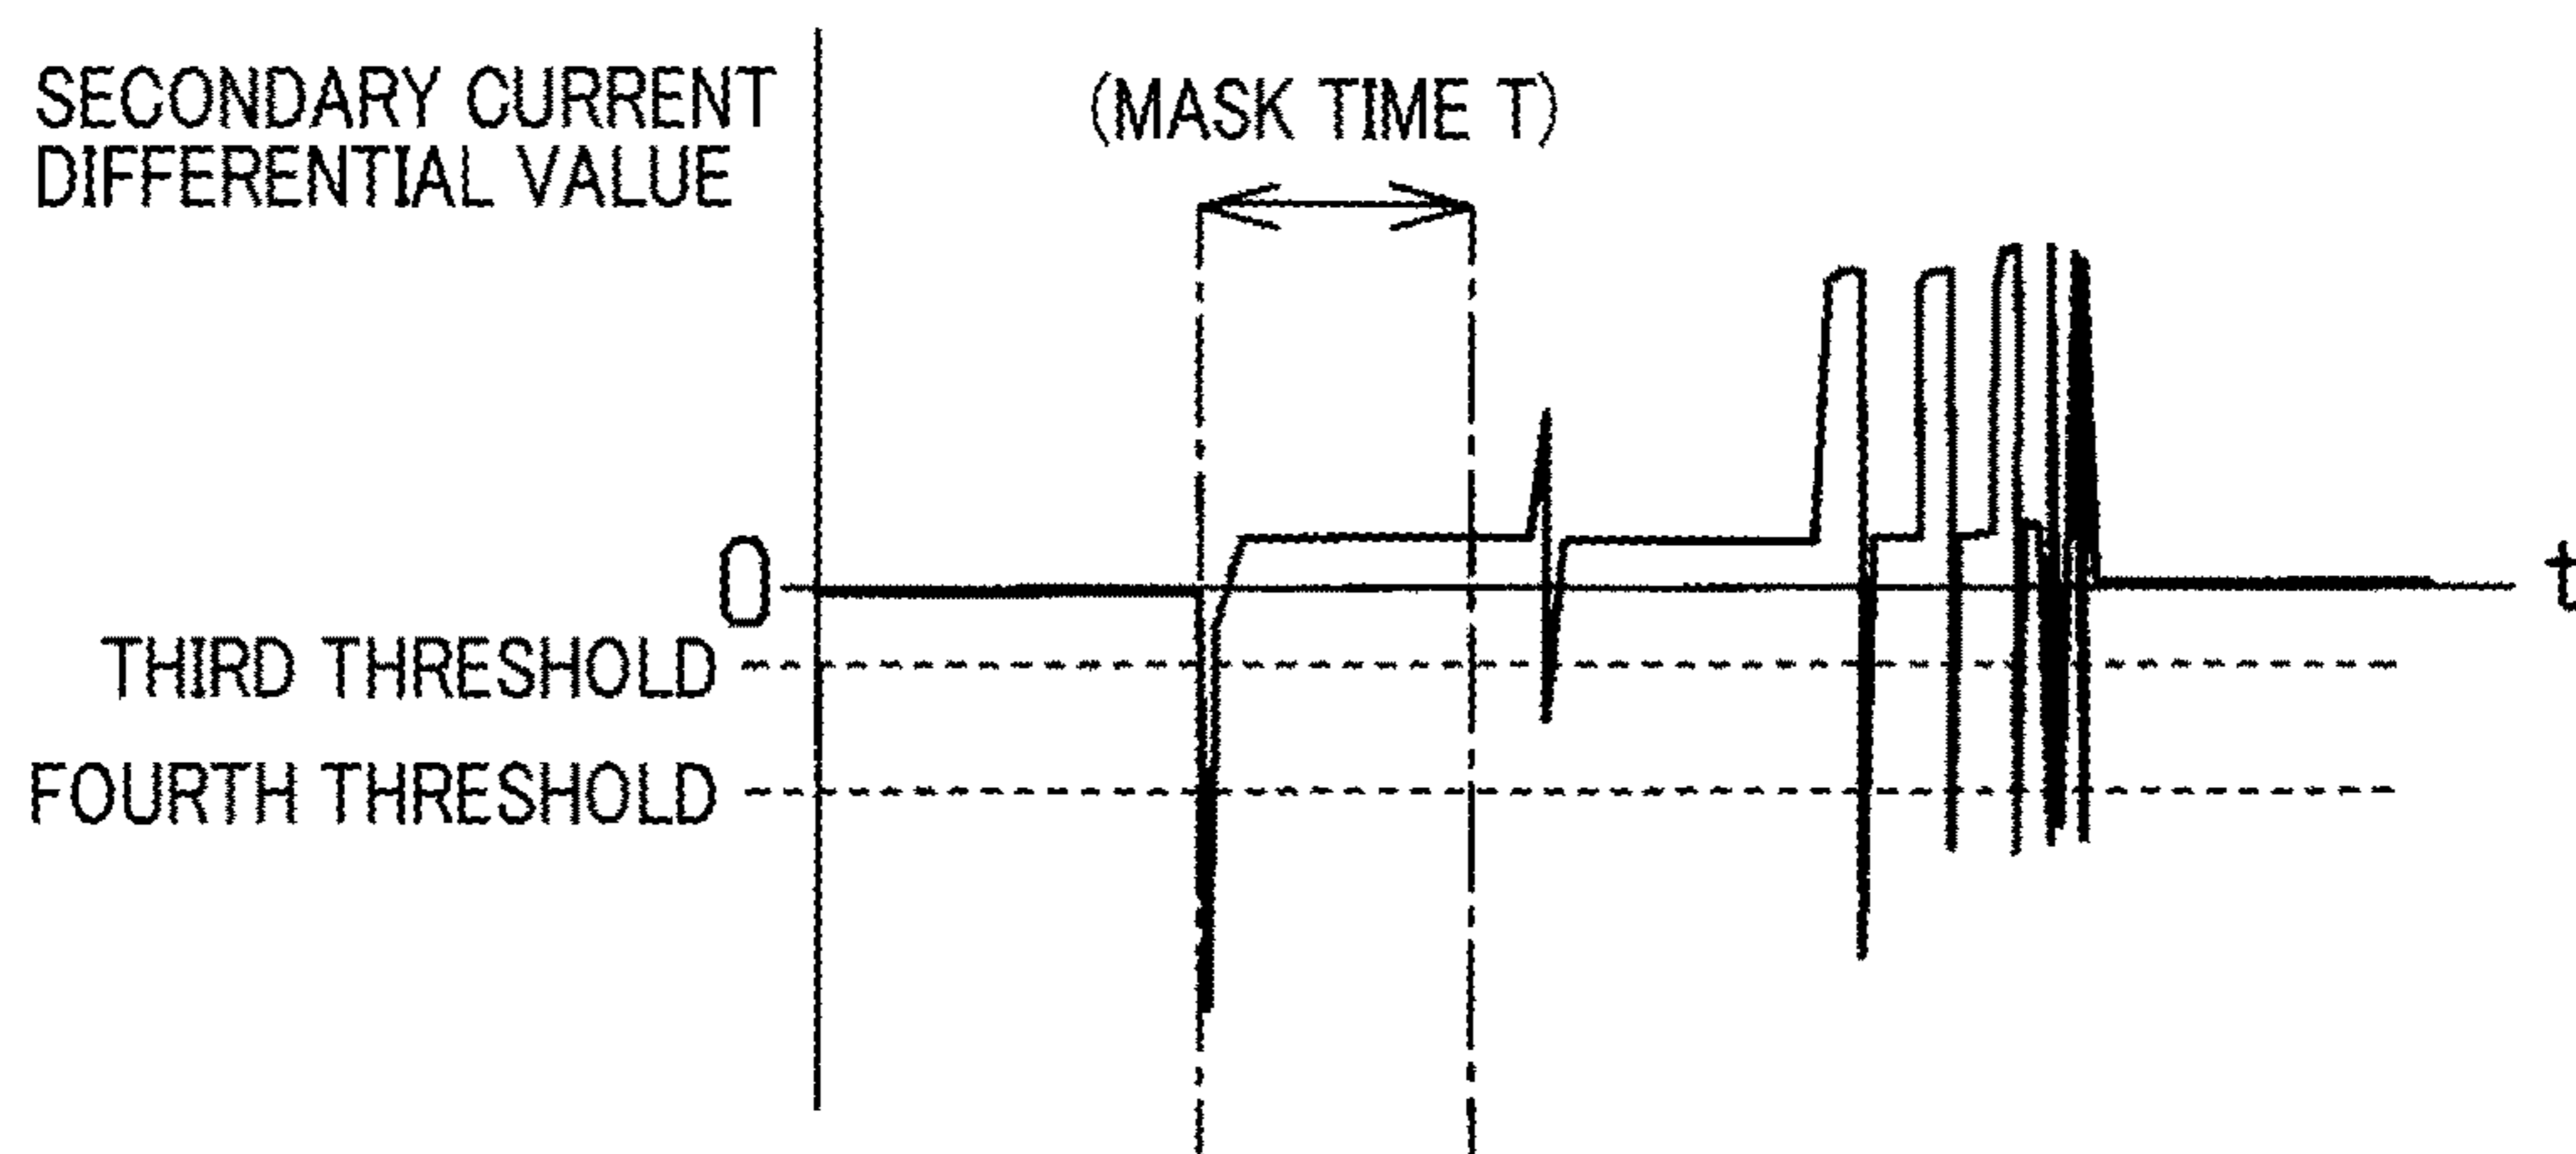 SECONDARY CURRENT
DIFFERENTIAL VALUE
(MASK TIME T)
0
t
THIRD THRESHOLD
FOURTH THRESHOLD